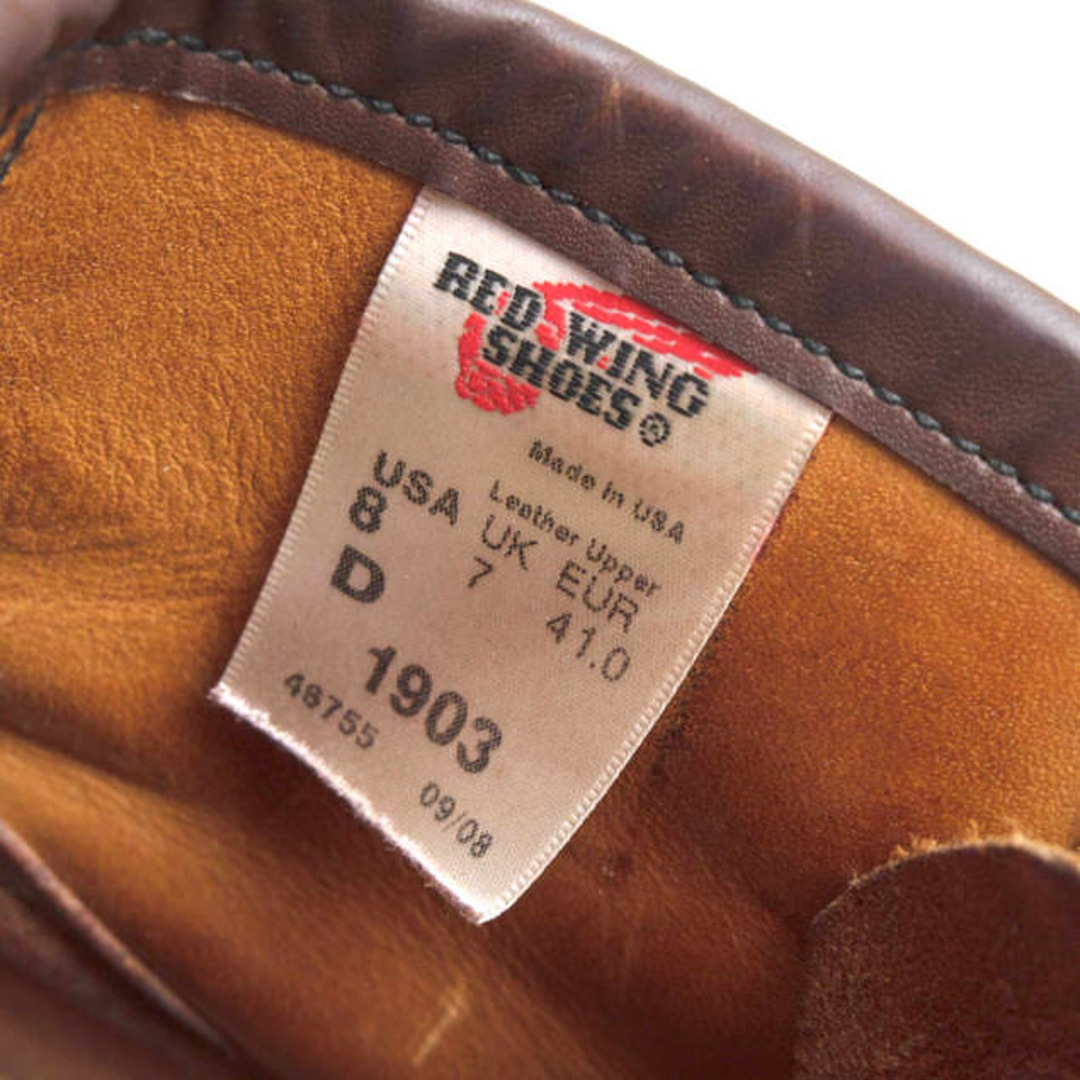 RED WING
SHOES®
Made in USA
Leather Upper
USA UK EUR
8 7 41.0
D
1903
46755
09/08